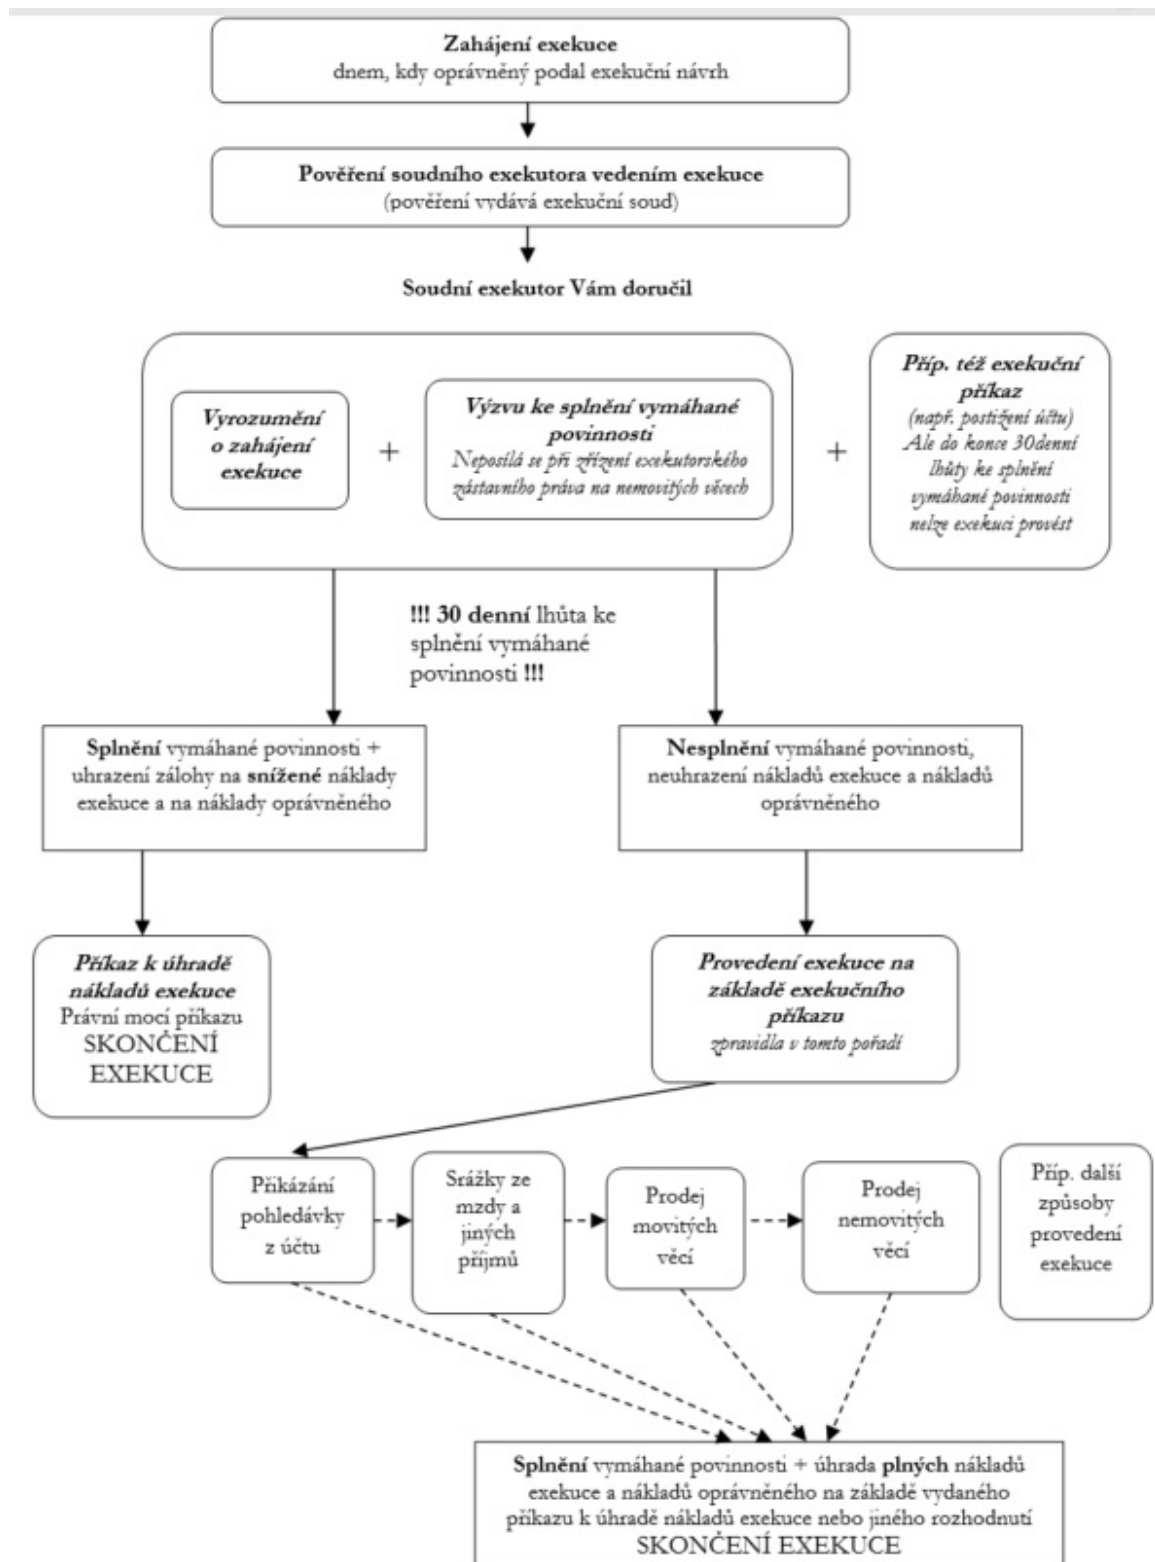 Zahájení exekuce
dnem, kdy oprávněný podal exekuční návrh
Pověření soudního exekutora vedením exekuce
(pověření vydává exekuční soud)
Soudní exekutor Vám doručil
Vyrozumění
o zahájení
exekuce
+
Výzvu ke splnění vymáhané
povinnosti
Neposílá se při zřízení exekutorského
zástavního práva na nemovitých věcech
+
Příp. též exekuční
příkaz
(např. postižení účtu)
Ale do konce 30denní
lhůty ke splnění
vymáhané povinnosti
nelze exekuci provést
!!! 30 denní lhůta ke
splnění vymáhané
povinnosti !!!
Splnění vymáhané povinnosti +
uhrazení zálohy na snížené náklady
exekuce a na náklady oprávněného
Nesplnění vymáhané povinnosti,
neuhrazení nákladů exekuce a nákladů
oprávněného
Příkaz k úhradě
nákladů exekuce
Právní mocí příkazu
SKONČENÍ
EXEKUCE
Provedení exekuce na
základě exekučního
příkazu
zpravidla v tomto pořadí
Přikázání
pohledávky
z účtu
Srážky ze
mzdy a
jiných
příjmů
Prodej
movitých
věcí
Prodej
nemovitých
věcí
Příp. další
způsoby
provedení
exekuce
Splnění vymáhané povinnosti + úhrada plných nákladů
exekuce a nákladů oprávněného na základě vydaného
příkazu k úhradě nákladů exekuce nebo jiného rozhodnutí
SKONČENÍ EXEKUCE